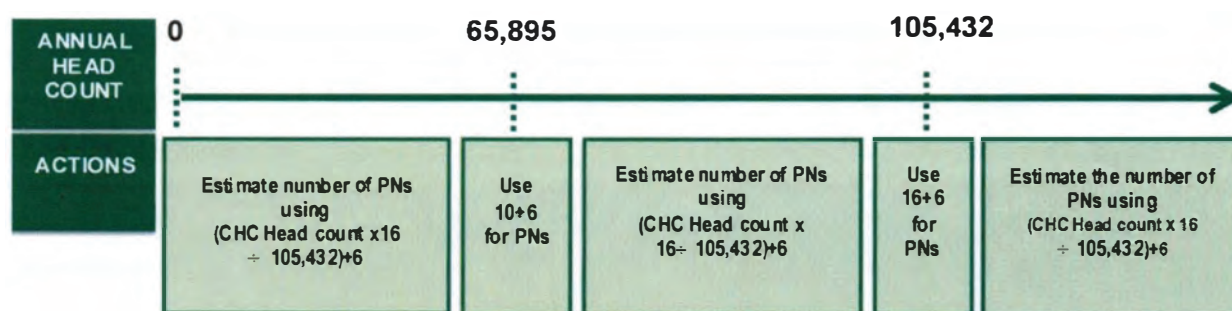 ANNUAL
HEAD
COUNT
0
65,895
105,432
ACTIONS
Estimate number of PNs
using
(CHC Head count x16
÷ 105,432)+6
Use
10+6
for PNs
Estimate number of PNs
using
(CHC Head count x
16÷ 105,432)+6
Use
16+6
for
PNs
Estimate the number of
PNs using
(CHC Head count x 16
÷ 105,432)+6